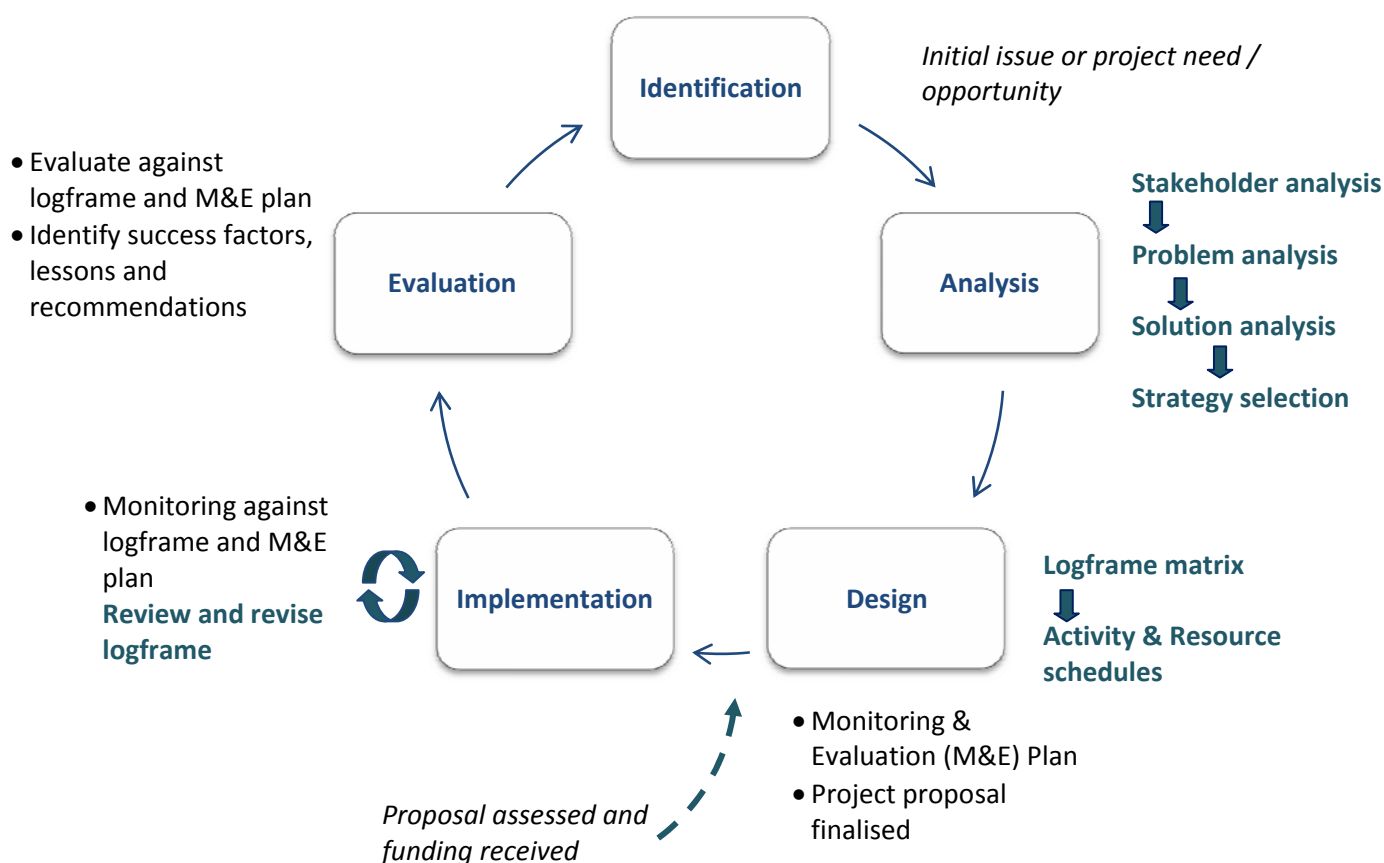 Identification
Initial issue or project need /
opportunity
• Evaluate against
logframe and M&E plan
• Identify success factors,
lessons and
recommendations
Evaluation
Analysis
Stakeholder analysis
Problem analysis
Solution analysis
Strategy selection
• Monitoring against
logframe and M&E
plan
Review and revise
logframe
Implementation
Design
Logframe matrix
Activity & Resource
schedules
• Monitoring &
Evaluation (M&E) Plan
• Project proposal
finalised
Proposal assessed and
funding received